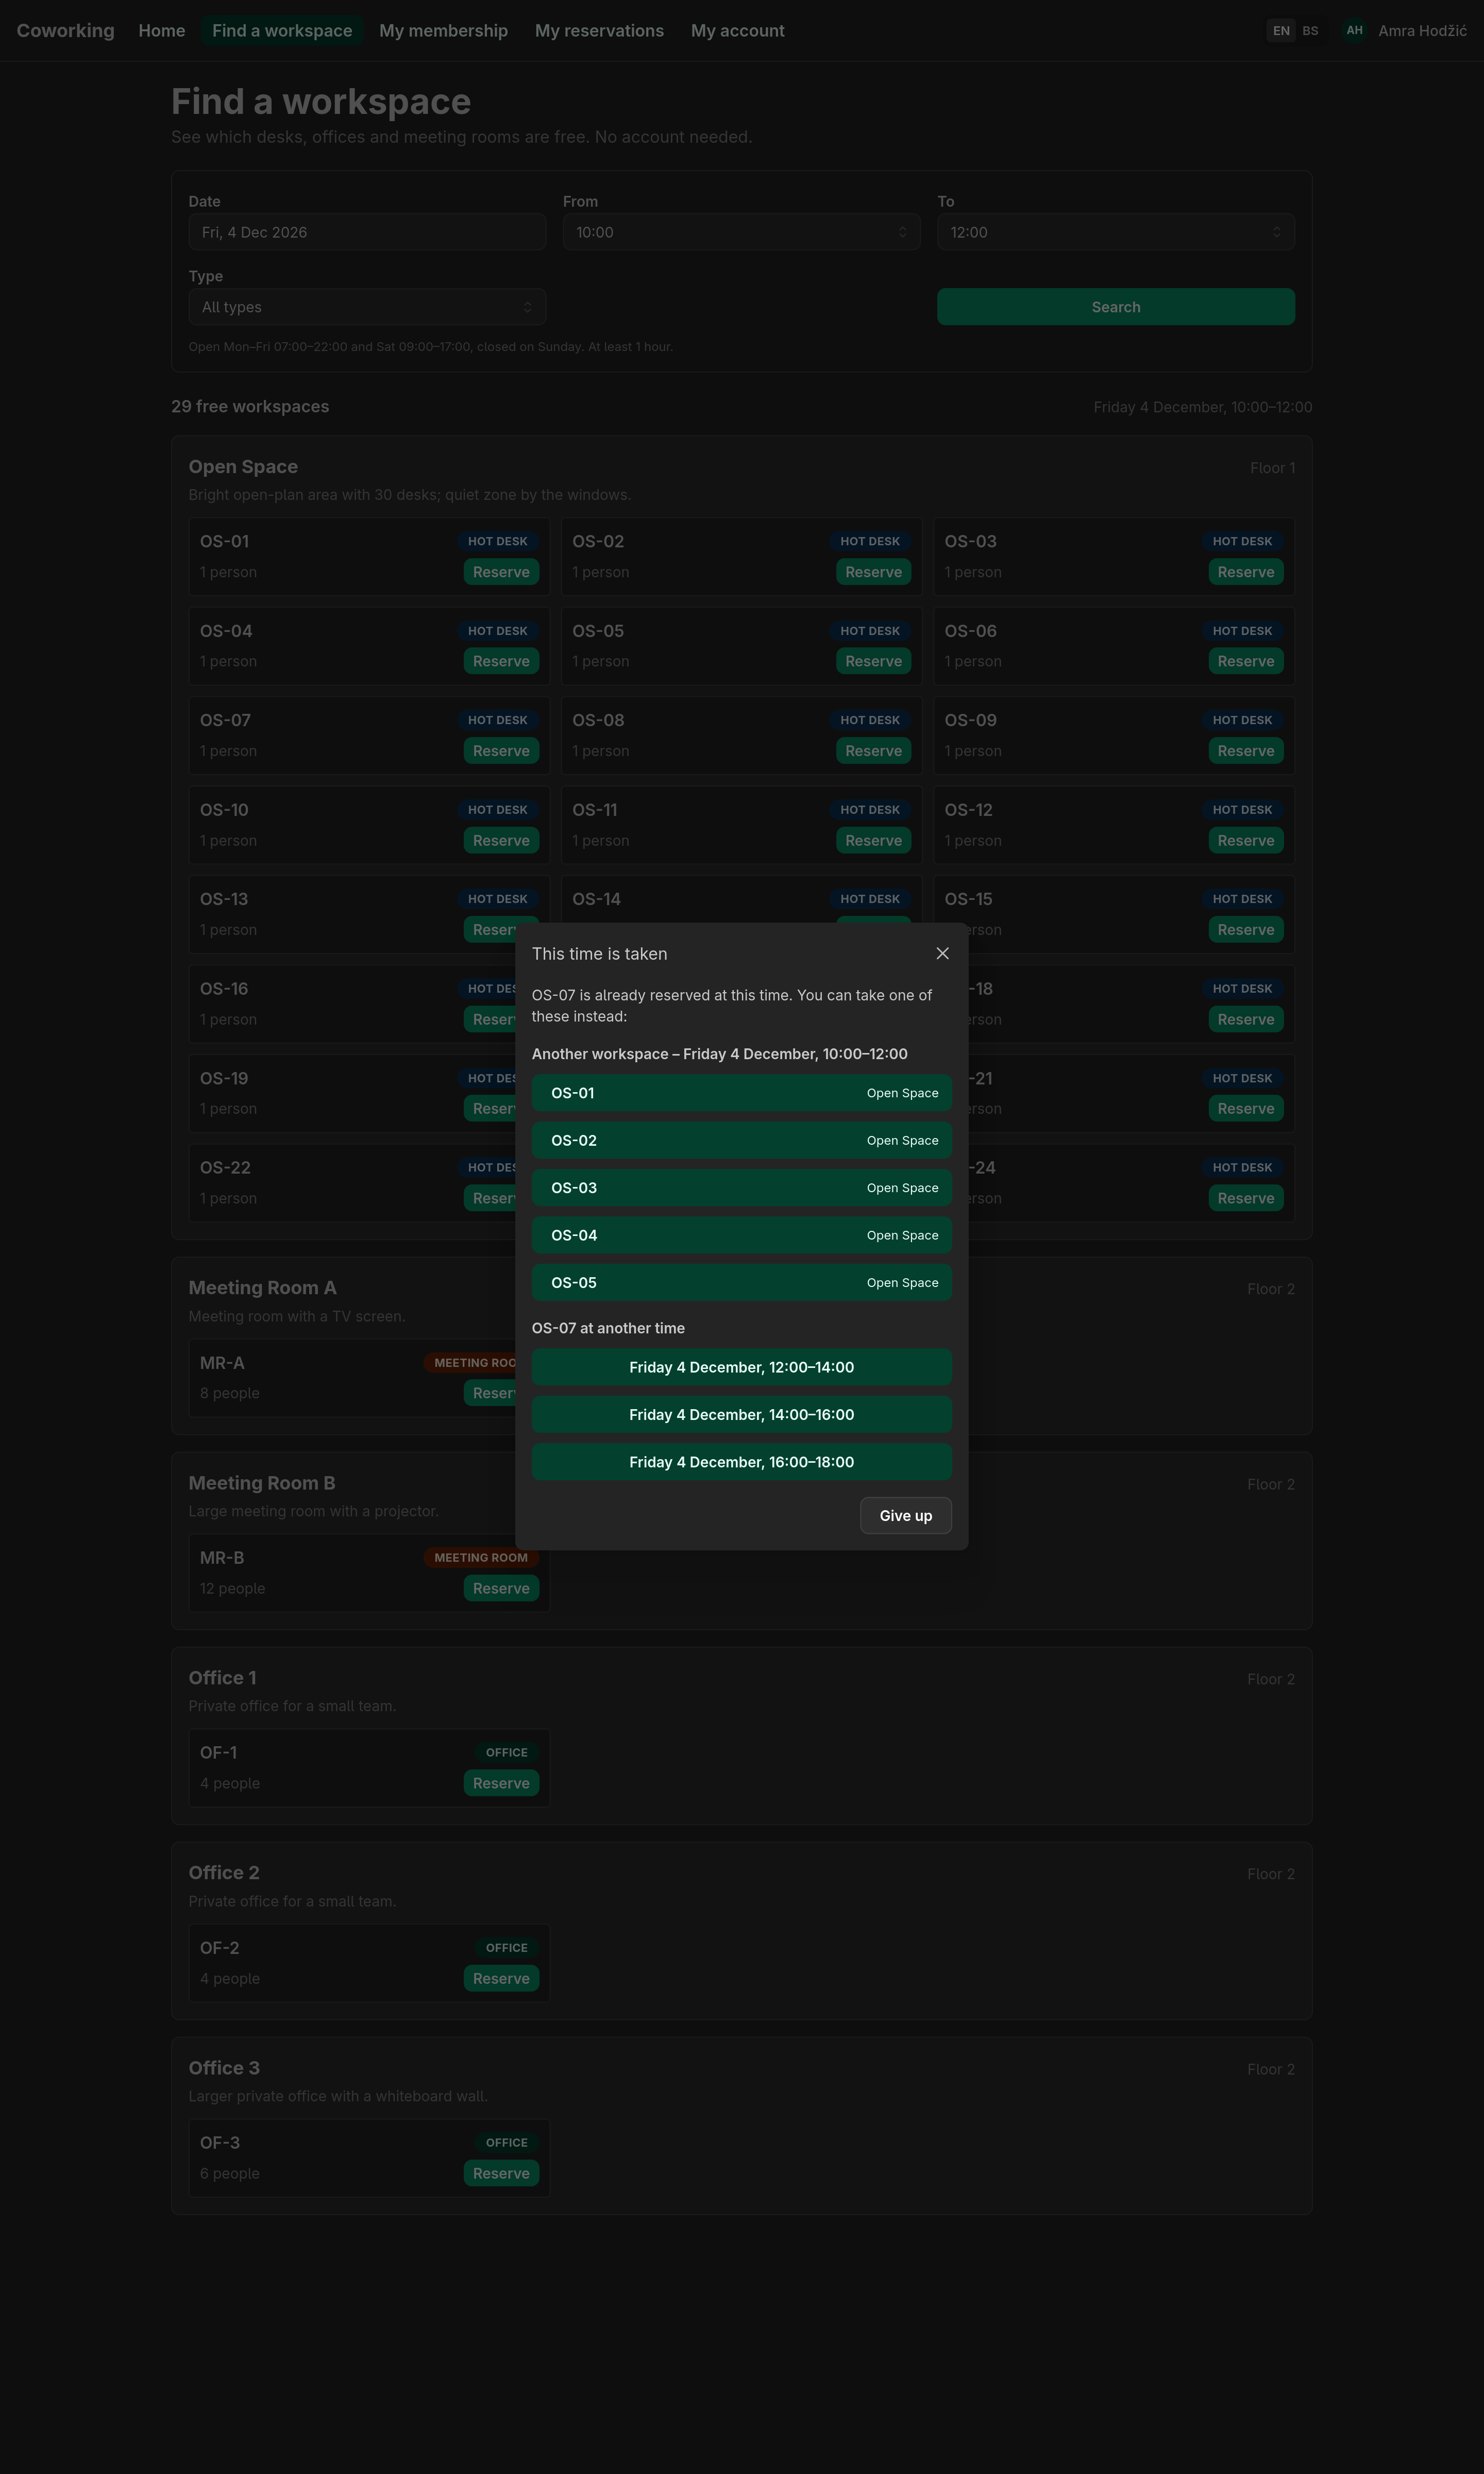 Coworking Home Find a workspace My membership My reservations My account EN BS AH Amra Hodžić
Find a workspace
See which desks, offices and meeting rooms are free. No account needed.
Date From To
Fri, 4 Dec 2026 10:00 12:00
Type
All types Search
Open Mon–Fri 07:00–22:00 and Sat 09:00–17:00, closed on Sunday. At least 1 hour.
29 free workspaces Friday 4 December, 10:00–12:00
Open Space Floor 1
Bright open-plan area with 30 desks; quiet zone by the windows.
OS-01 HOT DESK OS-02 HOT DESK OS-03 HOT DESK
1 person Reserve 1 person Reserve 1 person Reserve
OS-04 HOT DESK OS-05 HOT DESK OS-06 HOT DESK
1 person Reserve 1 person Reserve 1 person Reserve
OS-07 HOT DESK OS-08 HOT DESK OS-09 HOT DESK
1 person Reserve 1 person Reserve 1 person Reserve
OS-10 HOT DESK OS-11 HOT DESK OS-12 HOT DESK
1 person Reserve 1 person Reserve 1 person Reserve
OS-13 HOT DESK OS-14 HOT DESK OS-15 HOT DESK
1 person Reserve
OS-16 HOT -18 HOT DESK
1 person Reserve
OS-19 HOT -21 HOT DESK
1 person Reserve
OS-22 HOT -24 HOT DESK
1 person Reserve
This time is taken
OS-07 is already reserved at this time. You can take one of
these instead:
Another workspace – Friday 4 December, 10:00–12:00
OS-01 Open Space
OS-02 Open Space
OS-03 Open Space
OS-04 Open Space
OS-05 Open Space
OS-07 at another time
Friday 4 December, 12:00–14:00
Friday 4 December, 14:00–16:00
Friday 4 December, 16:00–18:00
Give up
Meeting Room A Floor 2
Meeting room with a TV screen.
MR-A MEETING
8 people
Meeting Room B Floor 2
Large meeting room with a projector.
MR-B MEETING ROOM
12 people Reserve
Office 1 Floor 2
Private office for a small team.
OF-1 OFFICE
4 people Reserve
Office 2 Floor 2
Private office for a small team.
OF-2 OFFICE
4 people Reserve
Office 3 Floor 2
Larger private office with a whiteboard wall.
OF-3 OFFICE
6 people Reserve